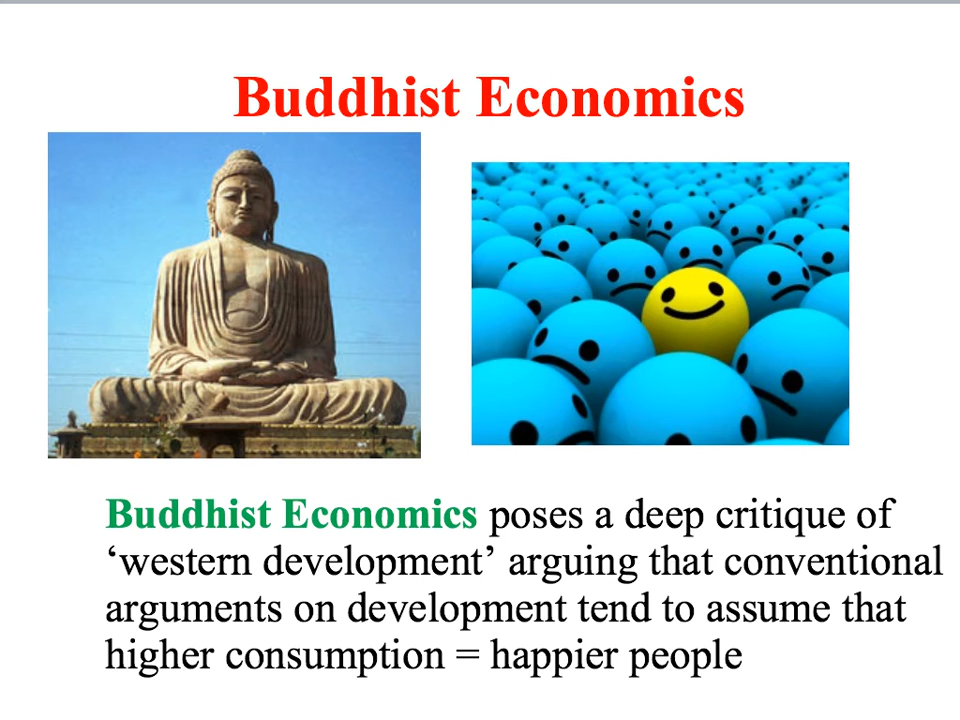 Buddhist Economics
Buddhist Economics poses a deep critique of
‘western development’ arguing that conventional
arguments on development tend to assume that
higher consumption = happier people